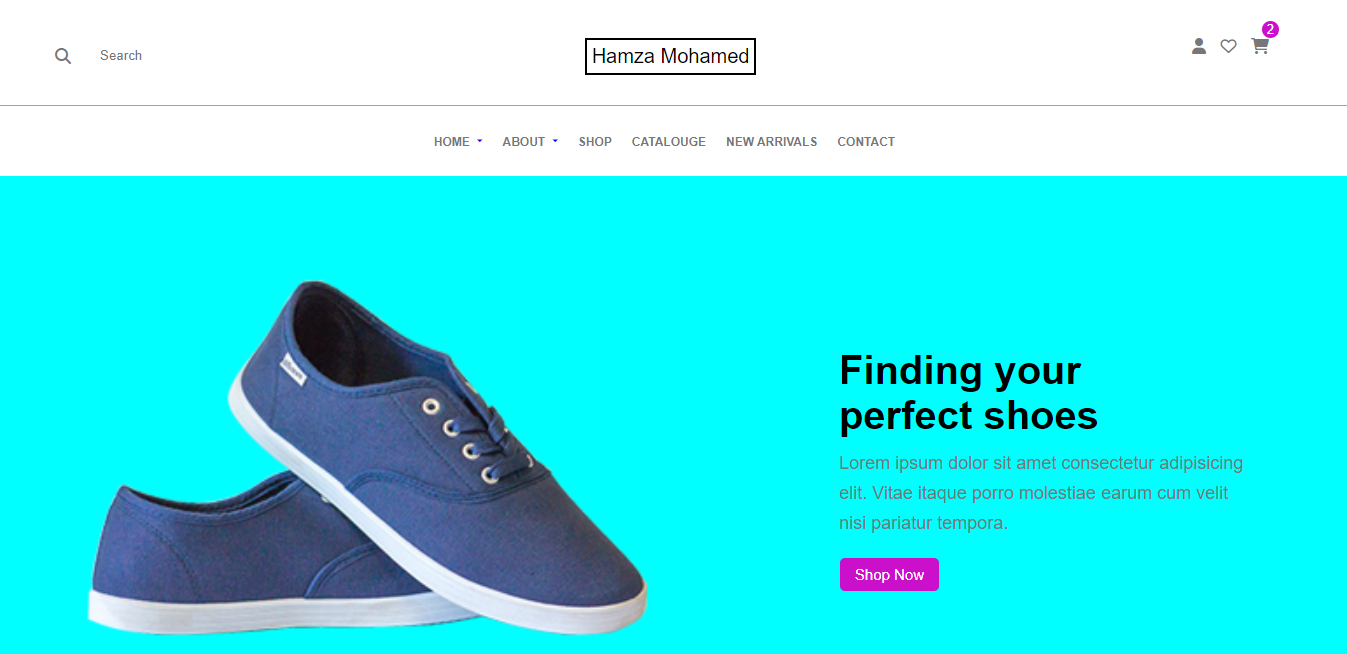 Search
Hamza Mohamed
2
HOME
ABOUT
SHOP
CATALOUGE
NEW ARRIVALS
CONTACT
Finding your
perfect shoes
Lorem ipsum dolor sit amet consectetur adipisicing
elit. Vitae itaque porro molestiae earum cum velit
nisi pariatur tempora.
Shop Now